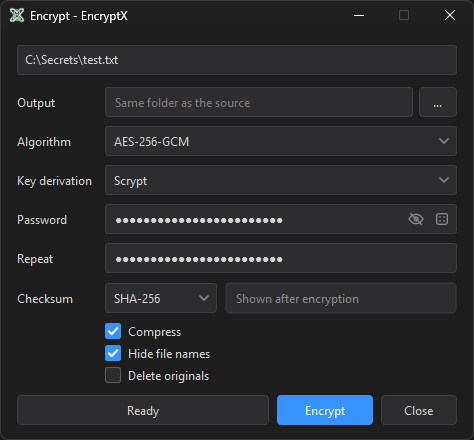 Encrypt - EncryptX
C:\Secrets\test.txt
Output Same folder as the source ...
Algorithm AES-256-GCM
Key derivation Scrypt
Password ●●●●●●●●●●●●●●●●●●●●●●●●
Repeat ●●●●●●●●●●●●●●●●●●●●●●●●
Checksum SHA-256 Shown after encryption
Compress
Hide file names
Delete originals
Ready Encrypt Close